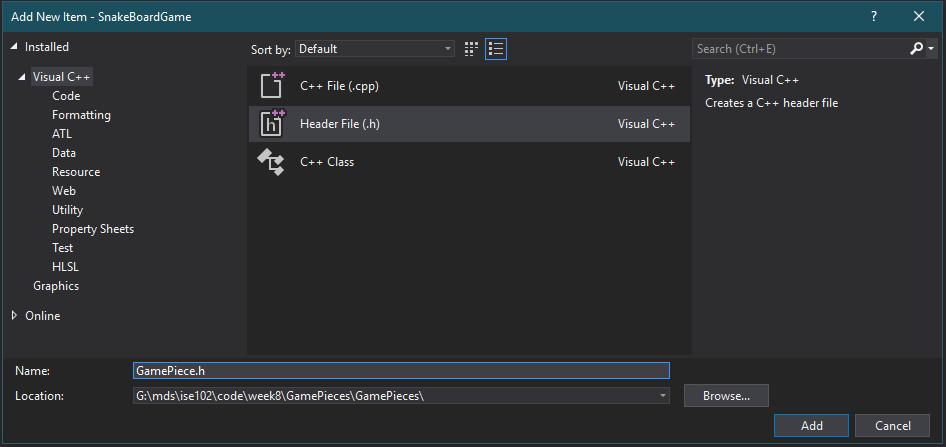 Add New Item - SnakeBoardGame
Installed
Visual C++
Code
Formatting
ATL
Data
Resource
Web
Utility
Property Sheets
Test
HLSL
Graphics
Online
Sort by: Default
C++ File (.cpp) Visual C++
Header File (.h) Visual C++
C++ Class Visual C++
Search (Ctrl+E)
Type: Visual C++
Creates a C++ header file
Name: GamePiece.h
Location: G:\mds\ise102\code\week8\GamePieces\GamePieces\
Browse...
Add Cancel